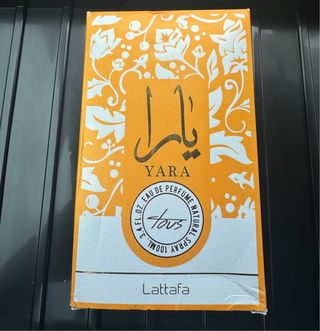 يارا
YARA
EAU DE PERFUME NATURAL SPRAY 100ML. 3.4 FL.OZ.
Tous
Lattafa